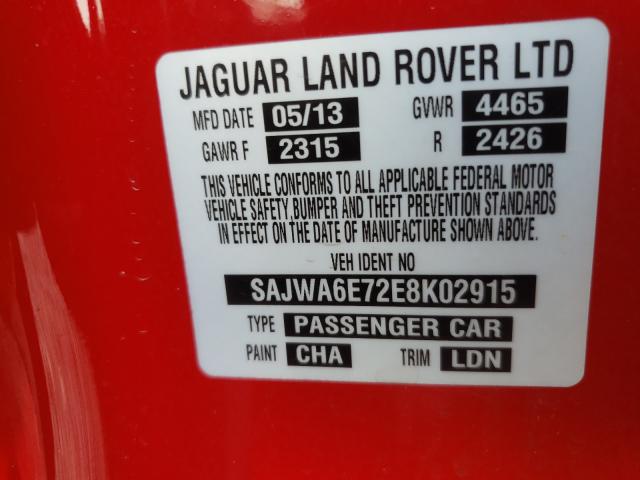 JAGUAR LAND ROVER LTD
MFD DATE 05/13 GVWR 4465
GAWR F 2315 R 2426
THIS VEHICLE CONFORMS TO ALL APPLICABLE FEDERAL MOTOR
VEHICLE SAFETY,BUMPER AND THEFT PREVENTION STANDARDS
IN EFFECT ON THE DATE OF MANUFACTURE SHOWN ABOVE.
VEH IDENT NO
SAJWA6E72E8K02915
TYPE PASSENGER CAR
PAINT CHA TRIM LDN